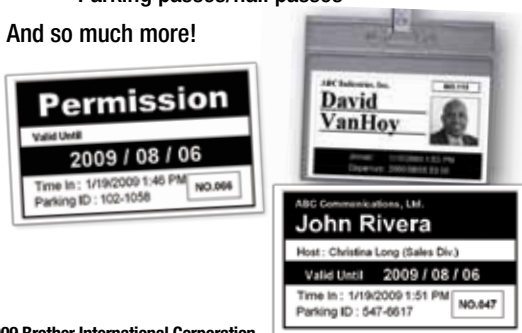 Parking passes/hall passes
And so much more!
Permission
Valid Until
2009 / 08 / 06
Time In : 1/19/2009 1:46 PM
Parking ID : 102-1058
NO.066
ABC Industries, Inc.
David
VanHoy
ABC Communications, Ltd.
John Rivera
Host : Christina Long (Sales Div.)
Valid Until 2009 / 08 / 06
Time In : 1/19/2009 1:51 PM
Parking ID : 547-6617
NO.047
09 Brother International Corporation